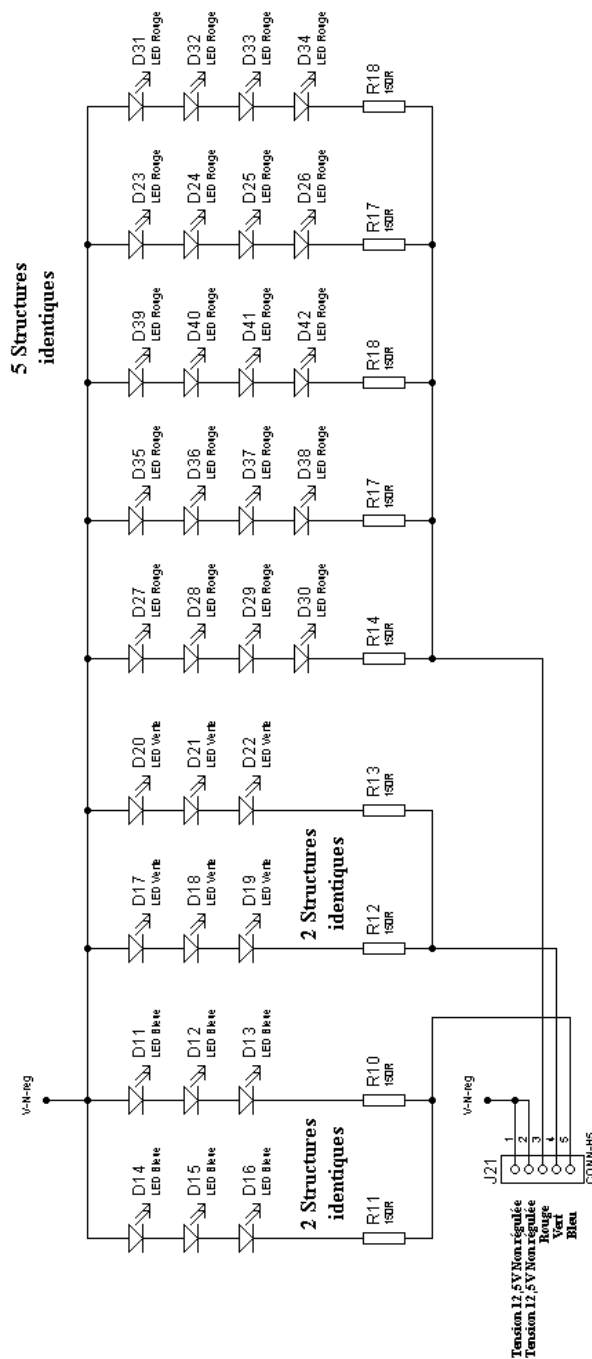 5 Structures
identiques
D31
LED Rouge
D32
LED Rouge
D33
LED Rouge
D34
LED Rouge
R18
150R
D23
LED Rouge
D24
LED Rouge
D25
LED Rouge
D26
LED Rouge
R17
150R
D39
LED Rouge
D40
LED Rouge
D41
LED Rouge
D42
LED Rouge
R18
150R
D35
LED Rouge
D36
LED Rouge
D37
LED Rouge
D38
LED Rouge
R17
150R
D27
LED Rouge
D28
LED Rouge
D29
LED Rouge
D30
LED Rouge
R14
150R
D20
LED Verte
D21
LED Verte
D22
LED Verte
R13
150R
D17
LED Verte
D18
LED Verte
D19
LED Verte
2 Structures
identiques
R12
150R
V-N-reg
D11
LED Bleue
D12
LED Bleue
D13
LED Bleue
R10
150R
D14
LED Bleue
D15
LED Bleue
D16
LED Bleue
2 Structures
identiques
R11
150R
V-N-reg
J21
1
2
3
4
5
CONN-H5
Tension 12,5 V Non régulée
Tension 12,5 V Non régulée
Rouge
Vert
Bleu